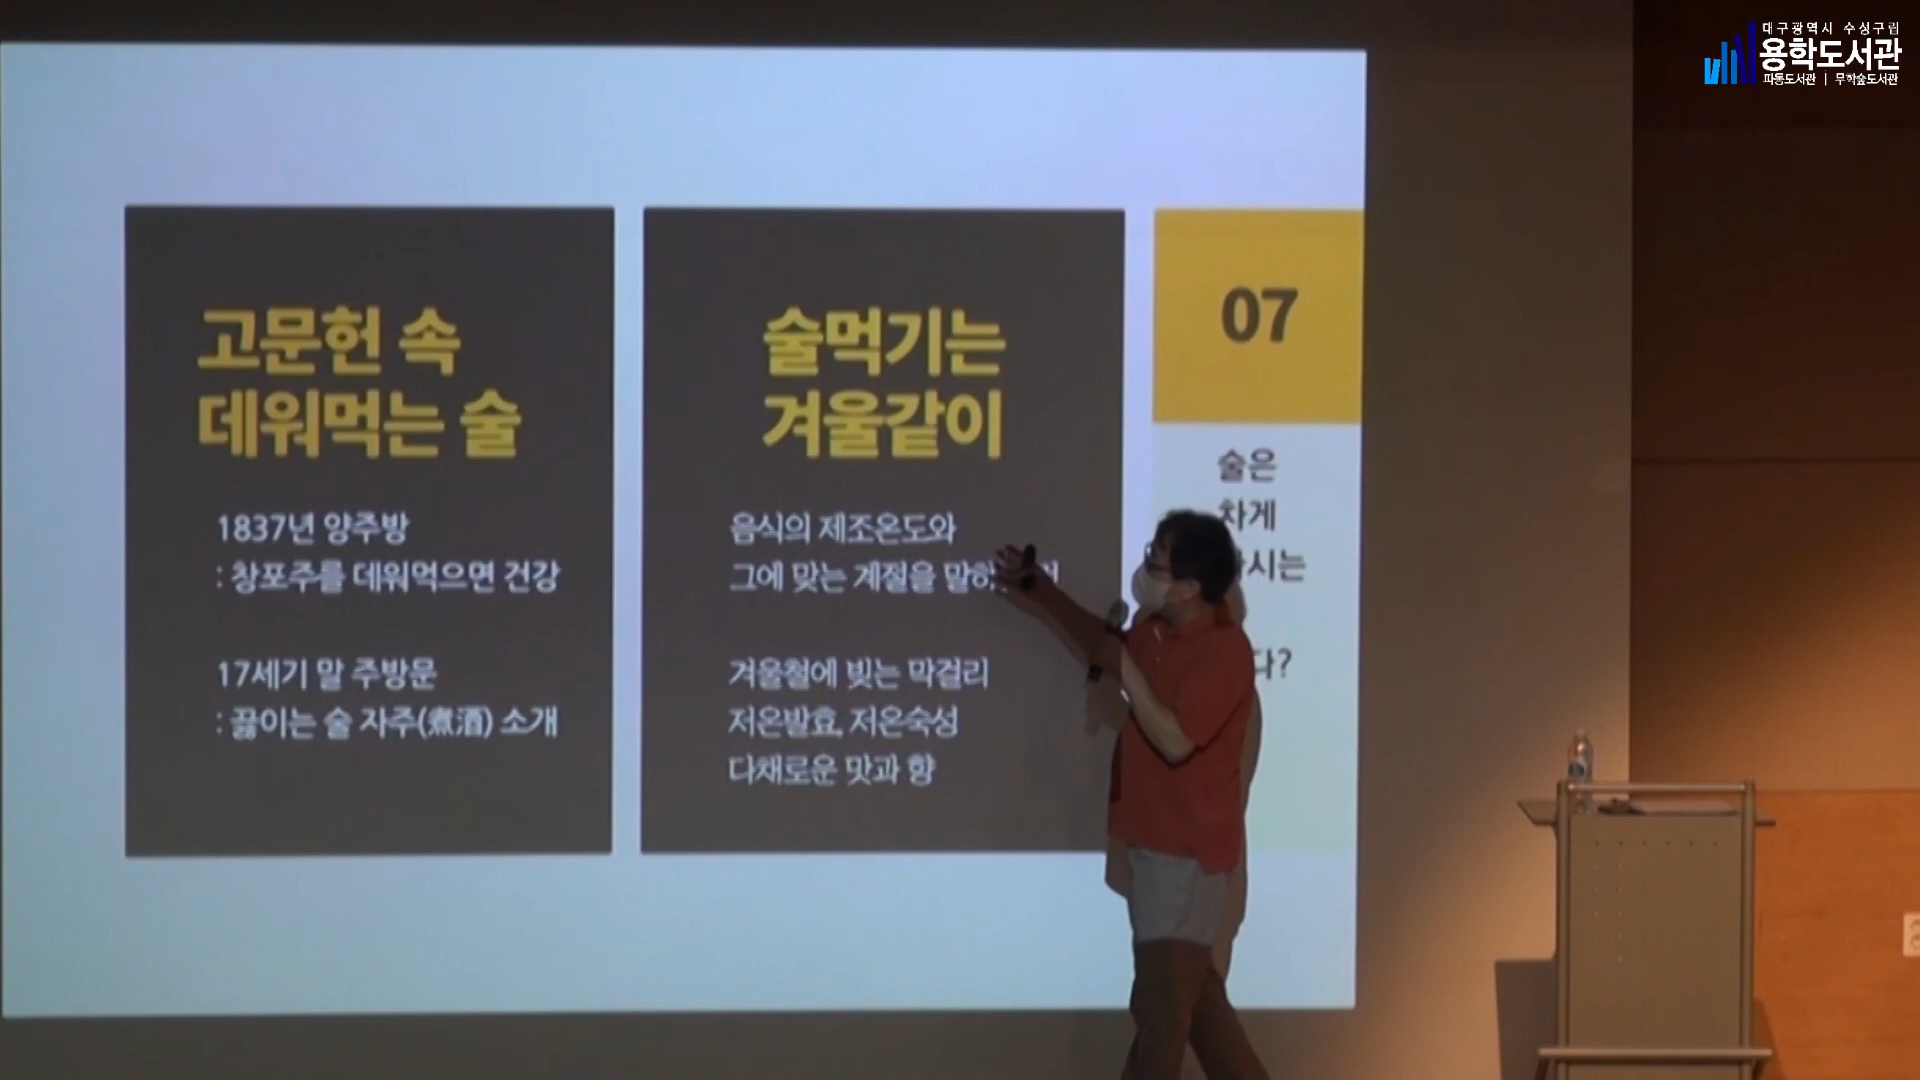 대구광역시 수성구립
용학도서관
파동도서관 | 무학숲도서관
고문헌 속
데워먹는 술
1837년 양주방
: 창포주를 데워먹으면 건강
17세기 말 주방문
: 끓이는 술 자주(煮酒) 소개
술먹기는
겨울같이
음식의 제조온도와
그에 맞는 계절을
겨울철에 빚는 막걸리
저온발효, 저온숙성
다채로운 맛과 향
07
술은
차게